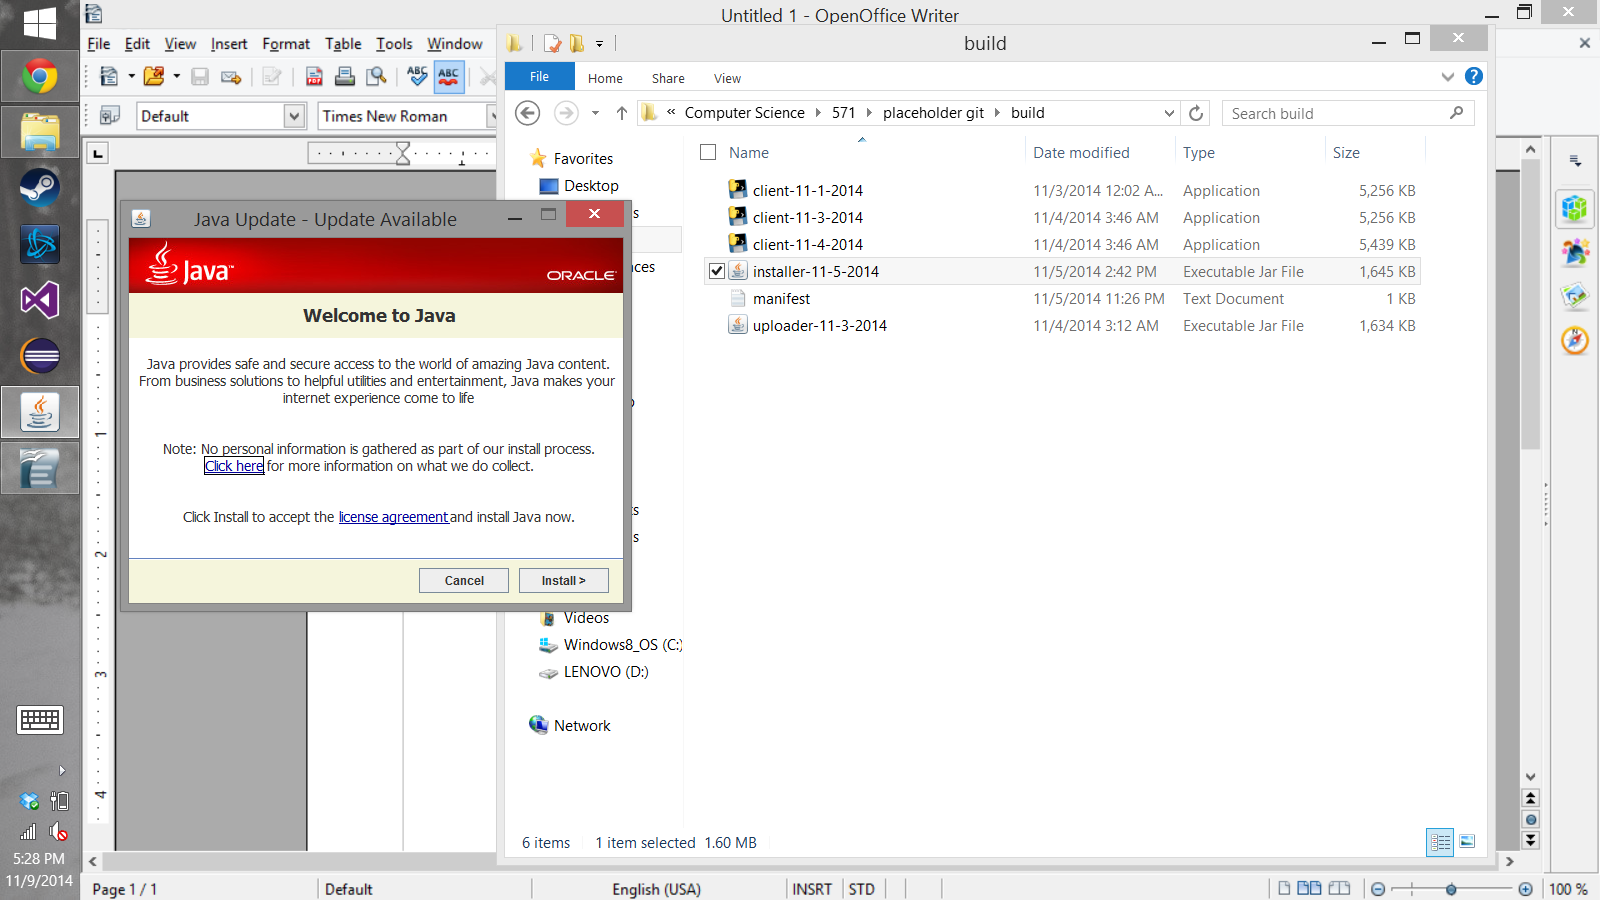 Untitled 1 - OpenOffice Writer
File Edit View Insert Format Table Tools Window
Default
Times New Roman
build
File Home Share View
« Computer Science 571 placeholder git build
Search build
Favorites
Desktop
Videos
Windows8_OS (C:)
LENOVO (D:)
Network
Name Date modified Type Size
client-11-1-2014 11/3/2014 12:02 A... Application 5,256 KB
client-11-3-2014 11/4/2014 3:46 AM Application 5,256 KB
client-11-4-2014 11/4/2014 3:46 AM Application 5,439 KB
installer-11-5-2014 11/5/2014 2:42 PM Executable Jar File 1,645 KB
manifest 11/5/2014 11:26 PM Text Document 1 KB
uploader-11-3-2014 11/4/2014 3:12 AM Executable Jar File 1,634 KB
6 items 1 item selected 1.60 MB
Java Update - Update Available
Java™
ORACLE
Welcome to Java
Java provides safe and secure access to the world of amazing Java content.
From business solutions to helpful utilities and entertainment, Java makes your
internet experience come to life
Note: No personal information is gathered as part of our install process.
Click here for more information on what we do collect.
Click Install to accept the license agreement and install Java now.
Cancel
Install >
1
2
3
4
5:28 PM
11/9/2014
Page 1 / 1 Default English (USA) INSRT STD 100 %